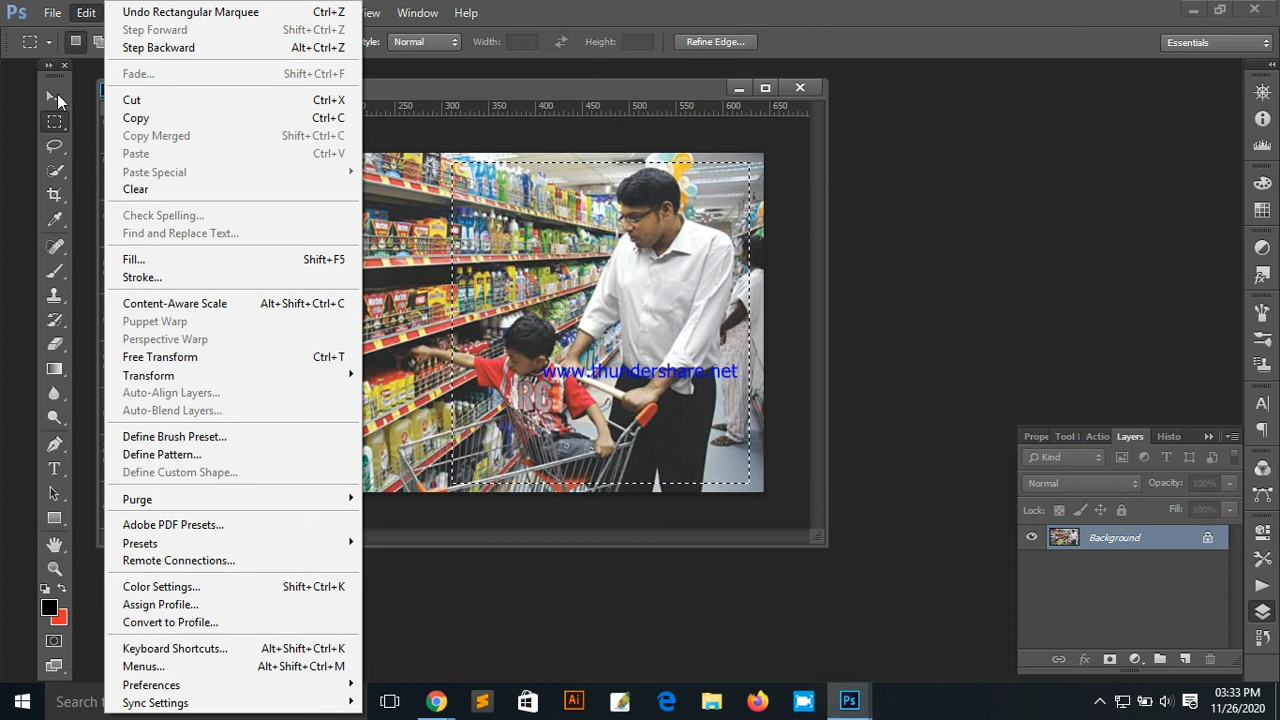 Ps File Edit View Window Help
Style: Normal Width: Height: Refine Edge... Essentials
Undo Rectangular Marquee Ctrl+Z
Step Forward Shift+Ctrl+Z
Step Backward Alt+Ctrl+Z
Fade... Shift+Ctrl+F
Cut Ctrl+X
Copy Ctrl+C
Copy Merged Shift+Ctrl+C
Paste Ctrl+V
Paste Special
Clear
Check Spelling...
Find and Replace Text...
Fill... Shift+F5
Stroke...
Content-Aware Scale Alt+Shift+Ctrl+C
Puppet Warp
Perspective Warp
Free Transform Ctrl+T
Transform
Auto-Align Layers...
Auto-Blend Layers...
Define Brush Preset...
Define Pattern...
Define Custom Shape...
Purge
Adobe PDF Presets...
Presets
Remote Connections...
Color Settings... Shift+Ctrl+K
Assign Profile...
Convert to Profile...
Keyboard Shortcuts... Alt+Shift+Ctrl+K
Menus... Alt+Shift+Ctrl+M
Preferences
Sync Settings
250 300 350 400 450 500 550 600 650
www.thundershare.net
Prope Tool Actio Layers Histo
Kind
Normal Opacity: 100%
Lock: Fill: 100%
Background
Search Ai Ps
03:33 PM
11/26/2020